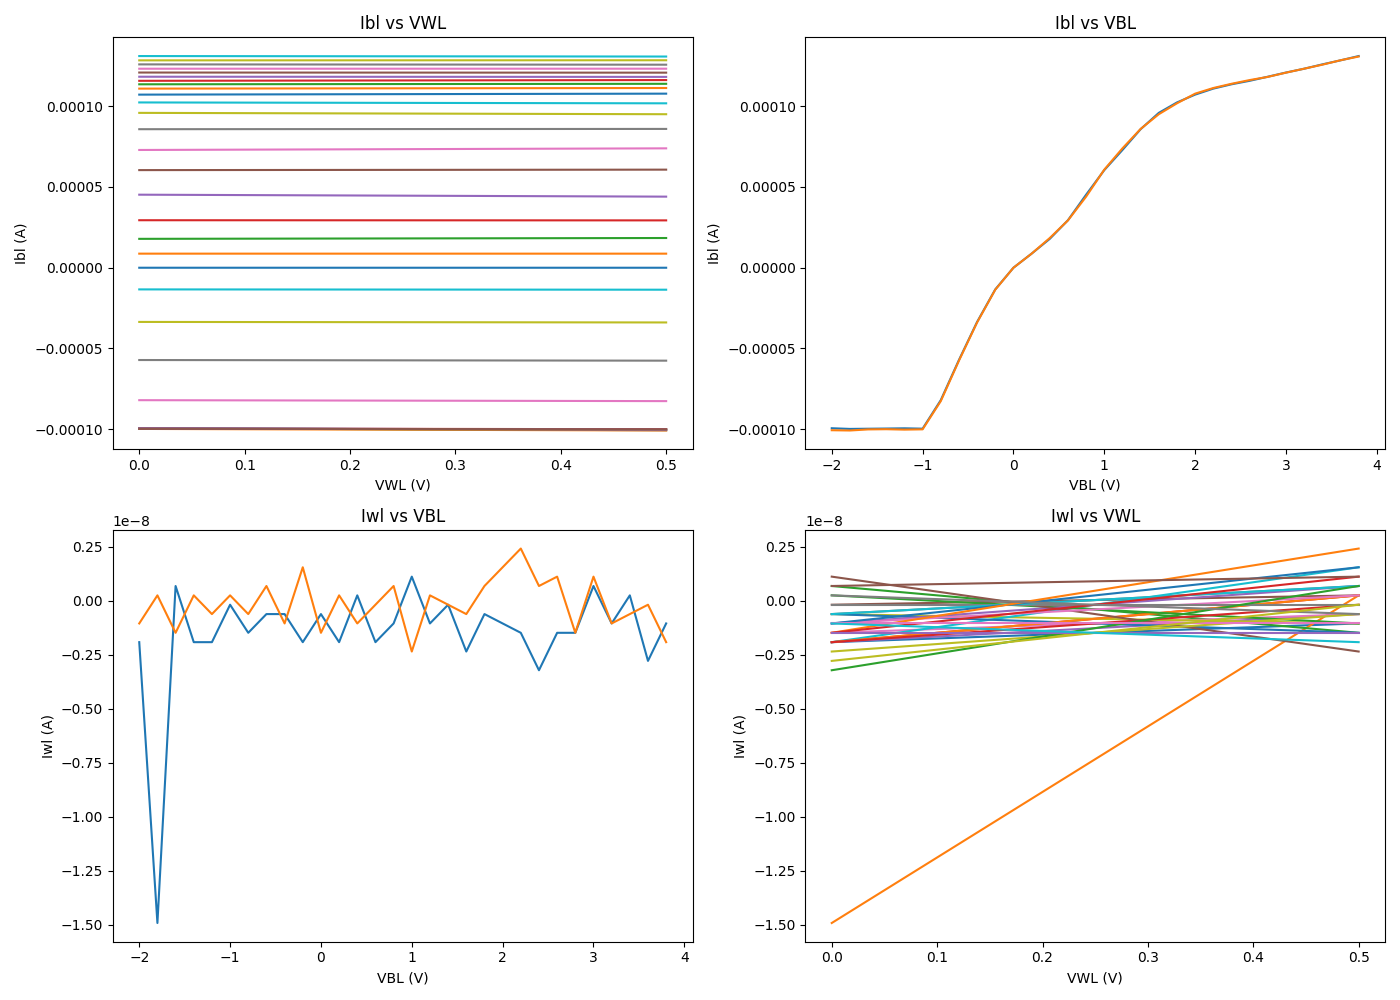 Ibl vs VWL
Ibl (A)
0.00010
0.00005
0.00000
−0.00005
−0.00010
0.0 0.1 0.2 0.3 0.4 0.5
VWL (V)
Ibl vs VBL
Ibl (A)
0.00010
0.00005
0.00000
−0.00005
−0.00010
−2 −1 0 1 2 3 4
VBL (V)
Iwl vs VBL
1e−8
Iwl (A)
0.25
0.00
−0.25
−0.50
−0.75
−1.00
−1.25
−1.50
−2 −1 0 1 2 3 4
VBL (V)
Iwl vs VWL
1e−8
Iwl (A)
0.25
0.00
−0.25
−0.50
−0.75
−1.00
−1.25
−1.50
0.0 0.1 0.2 0.3 0.4 0.5
VWL (V)